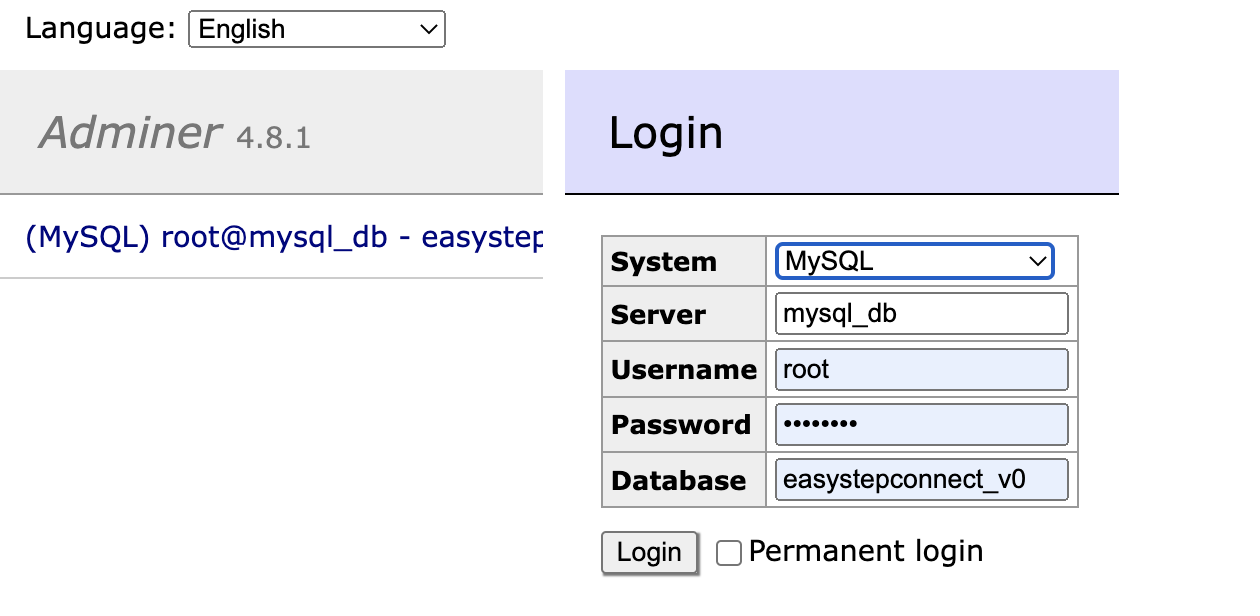 Language: English
Adminer 4.8.1
(MySQL) root@mysql_db - easystep
Login
System MySQL
Server mysql_db
Username root
Password ••••••••
Database easystepconnect_v0
Login Permanent login